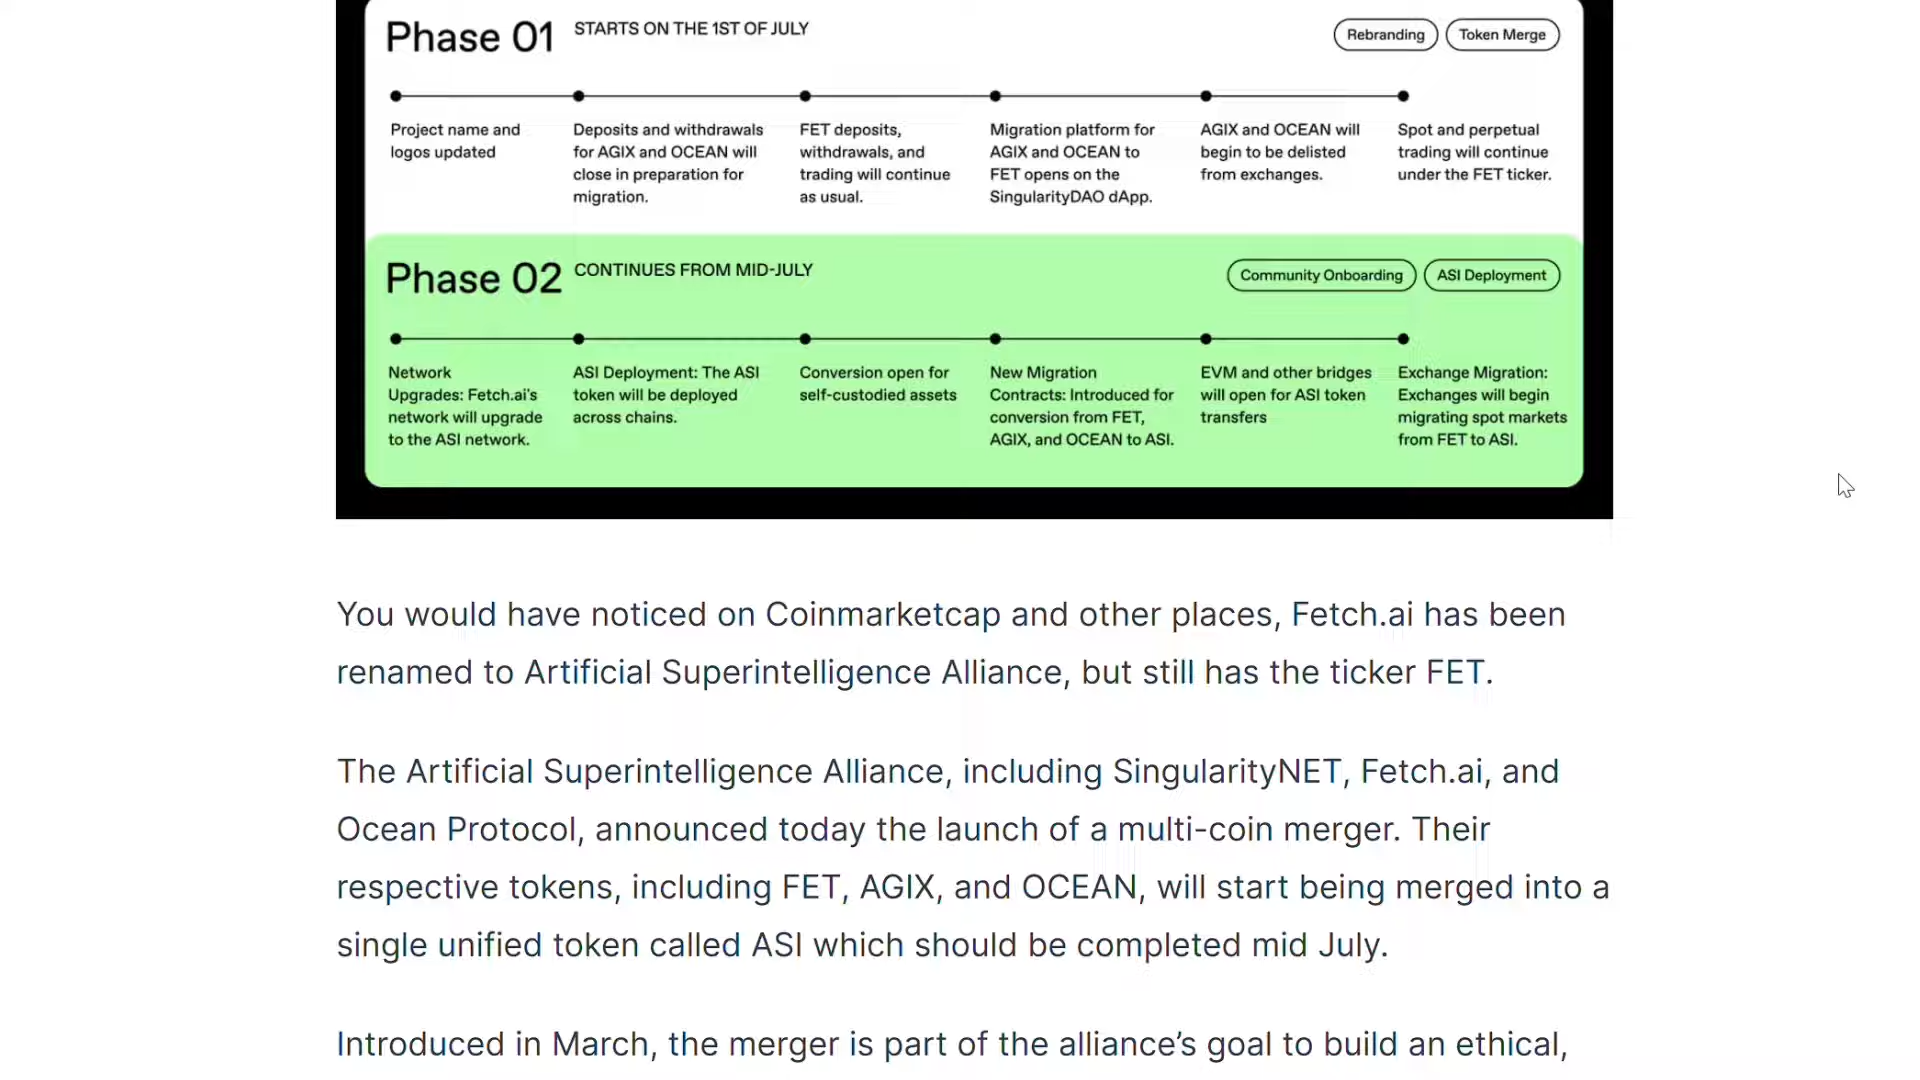 Phase 01 STARTS ON THE 1ST OF JULY
Rebranding
Token Merge
Project name and
logos updated
Deposits and withdrawals
for AGIX and OCEAN will
close in preparation for
migration.
FET deposits,
withdrawals, and
trading will continue
as usual.
Migration platform for
AGIX and OCEAN to
FET opens on the
SingularityDAO dApp.
AGIX and OCEAN will
begin to be delisted
from exchanges.
Spot and perpetual
trading will continue
under the FET ticker.
Phase 02 CONTINUES FROM MID-JULY
Community Onboarding
ASI Deployment
Network
Upgrades: Fetch.ai's
network will upgrade
to the ASI network.
ASI Deployment: The ASI
token will be deployed
across chains.
Conversion open for
self-custodied assets
New Migration
Contracts: Introduced for
conversion from FET,
AGIX, and OCEAN to ASI.
EVM and other bridges
will open for ASI token
transfers
Exchange Migration:
Exchanges will begin
migrating spot markets
from FET to ASI.
You would have noticed on Coinmarketcap and other places, Fetch.ai has been
renamed to Artificial Superintelligence Alliance, but still has the ticker FET.
The Artificial Superintelligence Alliance, including SingularityNET, Fetch.ai, and
Ocean Protocol, announced today the launch of a multi-coin merger. Their
respective tokens, including FET, AGIX, and OCEAN, will start being merged into a
single unified token called ASI which should be completed mid July.
Introduced in March, the merger is part of the alliance’s goal to build an ethical,